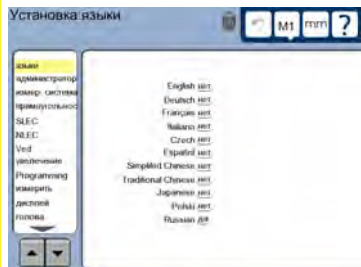 Установка языки
M1 mm ?
языки
администратор
измер. система
прямоугольнос
SLEC
NLEC
Ved
увеличение
Programming
измерить
дисплей
голова
English нет
Deutsch нет
Français нет
Italiano нет
Czech нет
Español нет
Simplified Chinese нет
Traditional Chinese нет
Japanese нет
Polski нет
Russian да